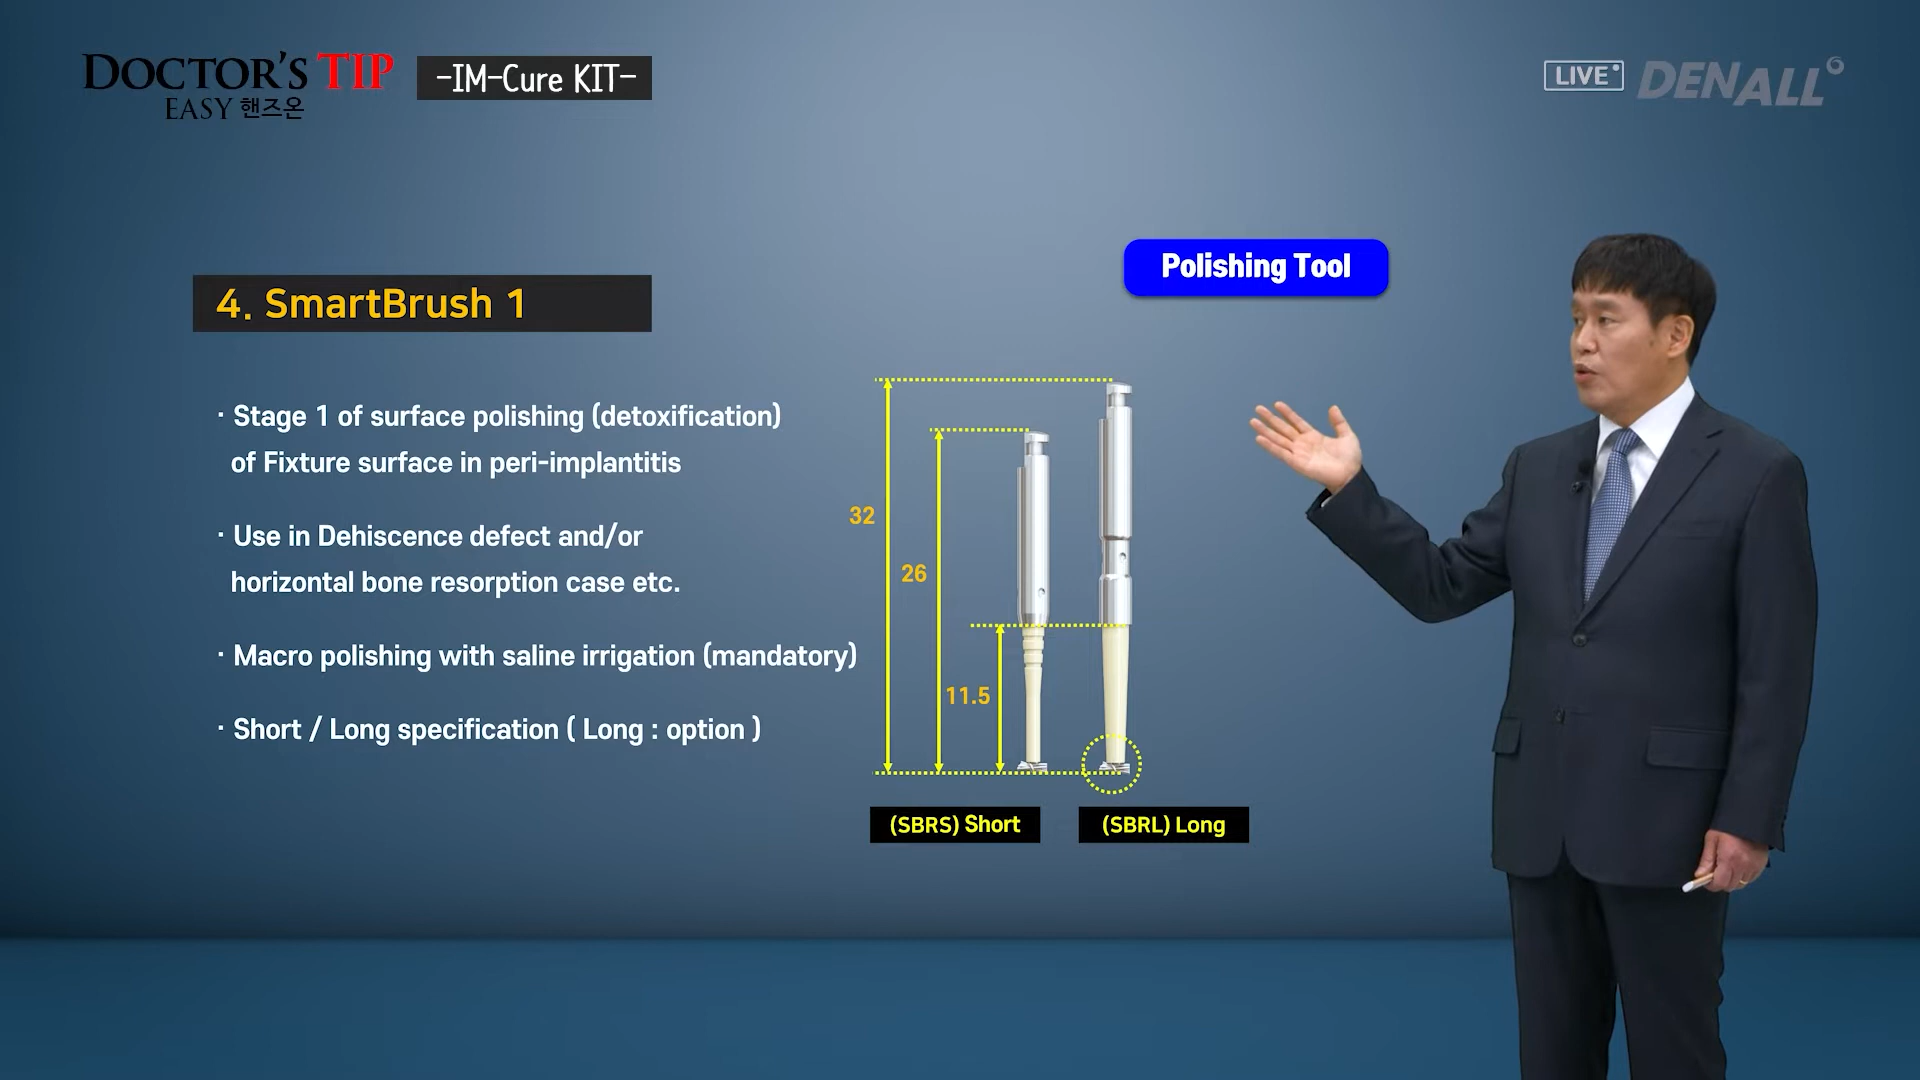 DOCTOR'S TIP
EASY 핸즈온
-IM-Cure KIT-
LIVE
DENALL
Polishing Tool
4. SmartBrush 1
· Stage 1 of surface polishing (detoxification)
of Fixture surface in peri-implantitis
· Use in Dehiscence defect and/or
horizontal bone resorption case etc.
· Macro polishing with saline irrigation (mandatory)
· Short / Long specification ( Long : option )
32
26
11.5
(SBRS) Short
(SBRL) Long